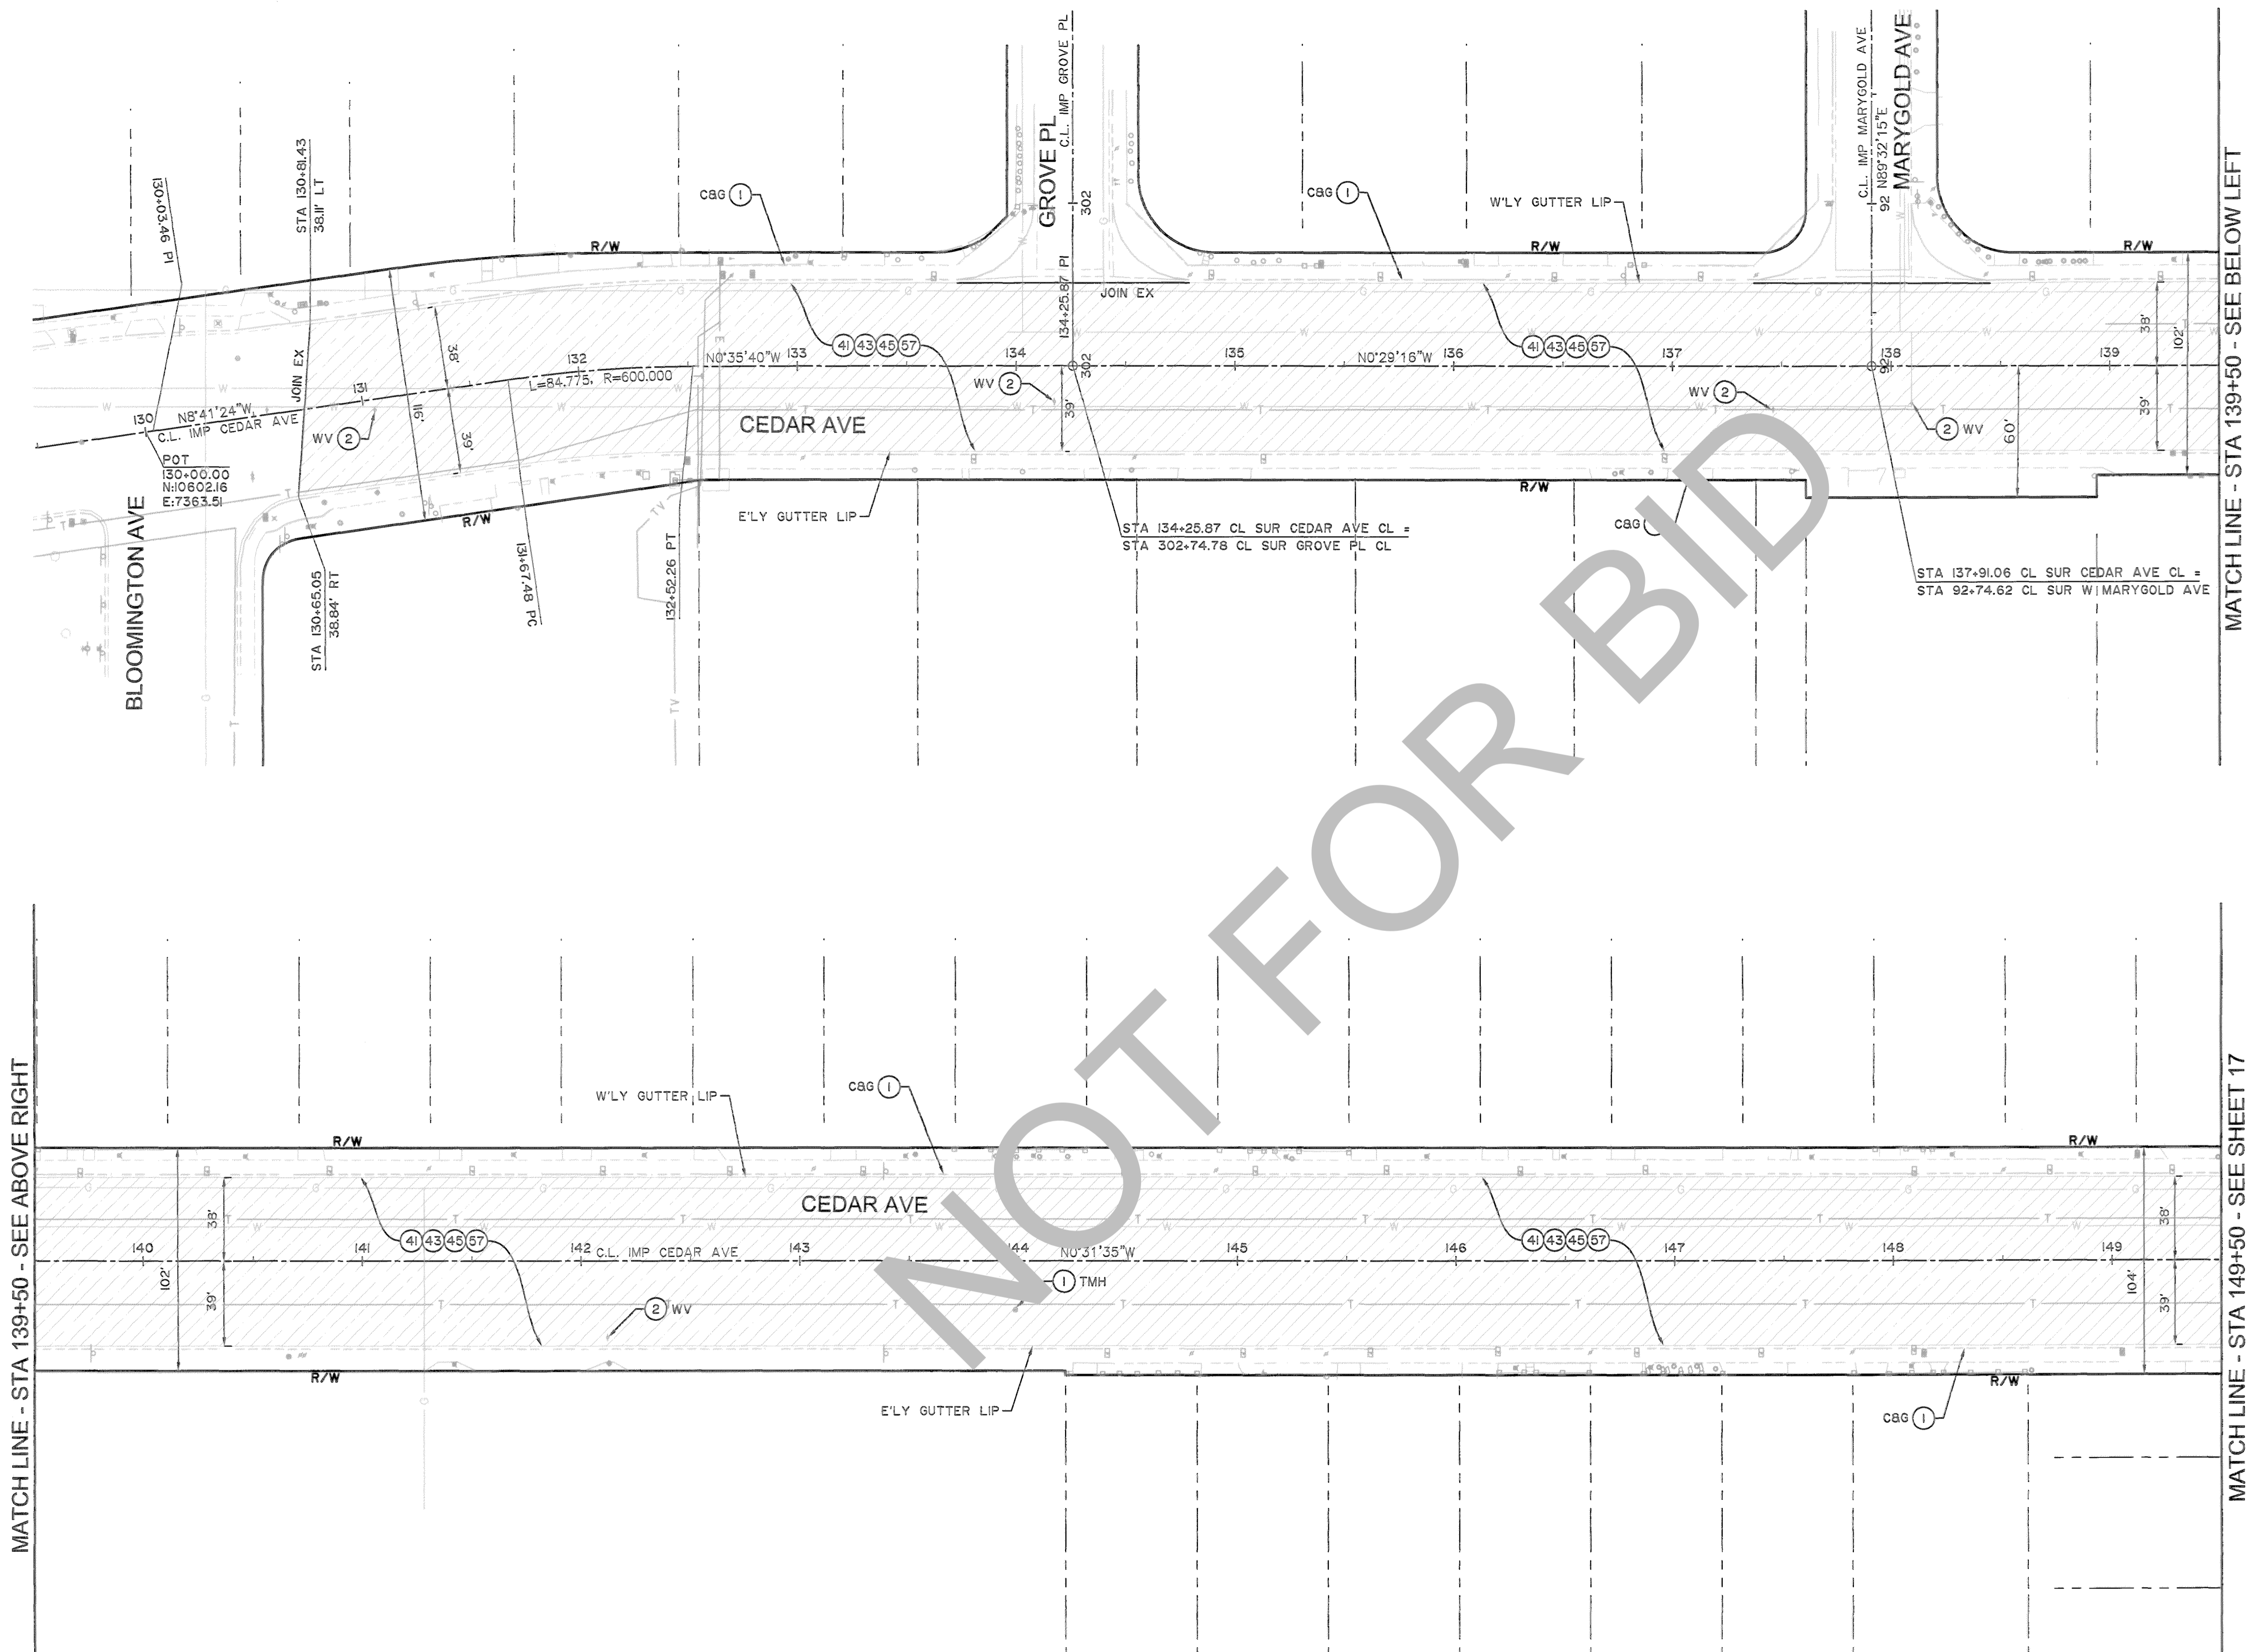 130+03.46 PI
STA 130+81.43
38.11' LT
JOIN EX
130
N8°41'24"W
C.L. IMP CEDAR AVE
POT
130+00.00
N:10602.16
E:7363.51
BLOOMINGTON AVE
STA 130+65.05
38.84' RT
131
WV 2
38'
116'
39'
R/W
131+67.48 PC
132
L=84.775, R=600.000
132+52.26 PT
R/W
C&G 1
N0°35'40"W
133
41 43 45 57
CEDAR AVE
E'LY GUTTER LIP
134
WV 2
39'
GROVE PL
C.L. IMP GROVE PL
302
134+25.87 PI
302
JOIN EX
STA 134+25.87 CL SUR CEDAR AVE CL =
STA 302+74.78 CL SUR GROVE PL CL
135
C&G 1
N0°29'16"W
136
W'LY GUTTER LIP
R/W
41 43 45 57
137
WV 2
R/W
C&G
C.L. IMP MARYGOLD AVE
92 N89°32'15"E
MARYGOLD AVE
92
138
2 WV
60'
STA 137+91.06 CL SUR CEDAR AVE CL =
STA 92+74.62 CL SUR W MARYGOLD AVE
R/W
139
38'
102'
39'
MATCH LINE - STA 139+50 - SEE BELOW LEFT
NOT FOR BID
MATCH LINE - STA 139+50 - SEE ABOVE RIGHT
R/W
140
102'
38'
39'
R/W
141
41 43 45 57
142
C.L. IMP CEDAR AVE
2 WV
W'LY GUTTER LIP
C&G 1
CEDAR AVE
143
144
N0°31'35"W
1 TMH
E'LY GUTTER LIP
145
146
41 43 45 57
147
148
149
R/W
38'
104'
39'
R/W
C&G 1
MATCH LINE - STA 149+50 - SEE SHEET 17